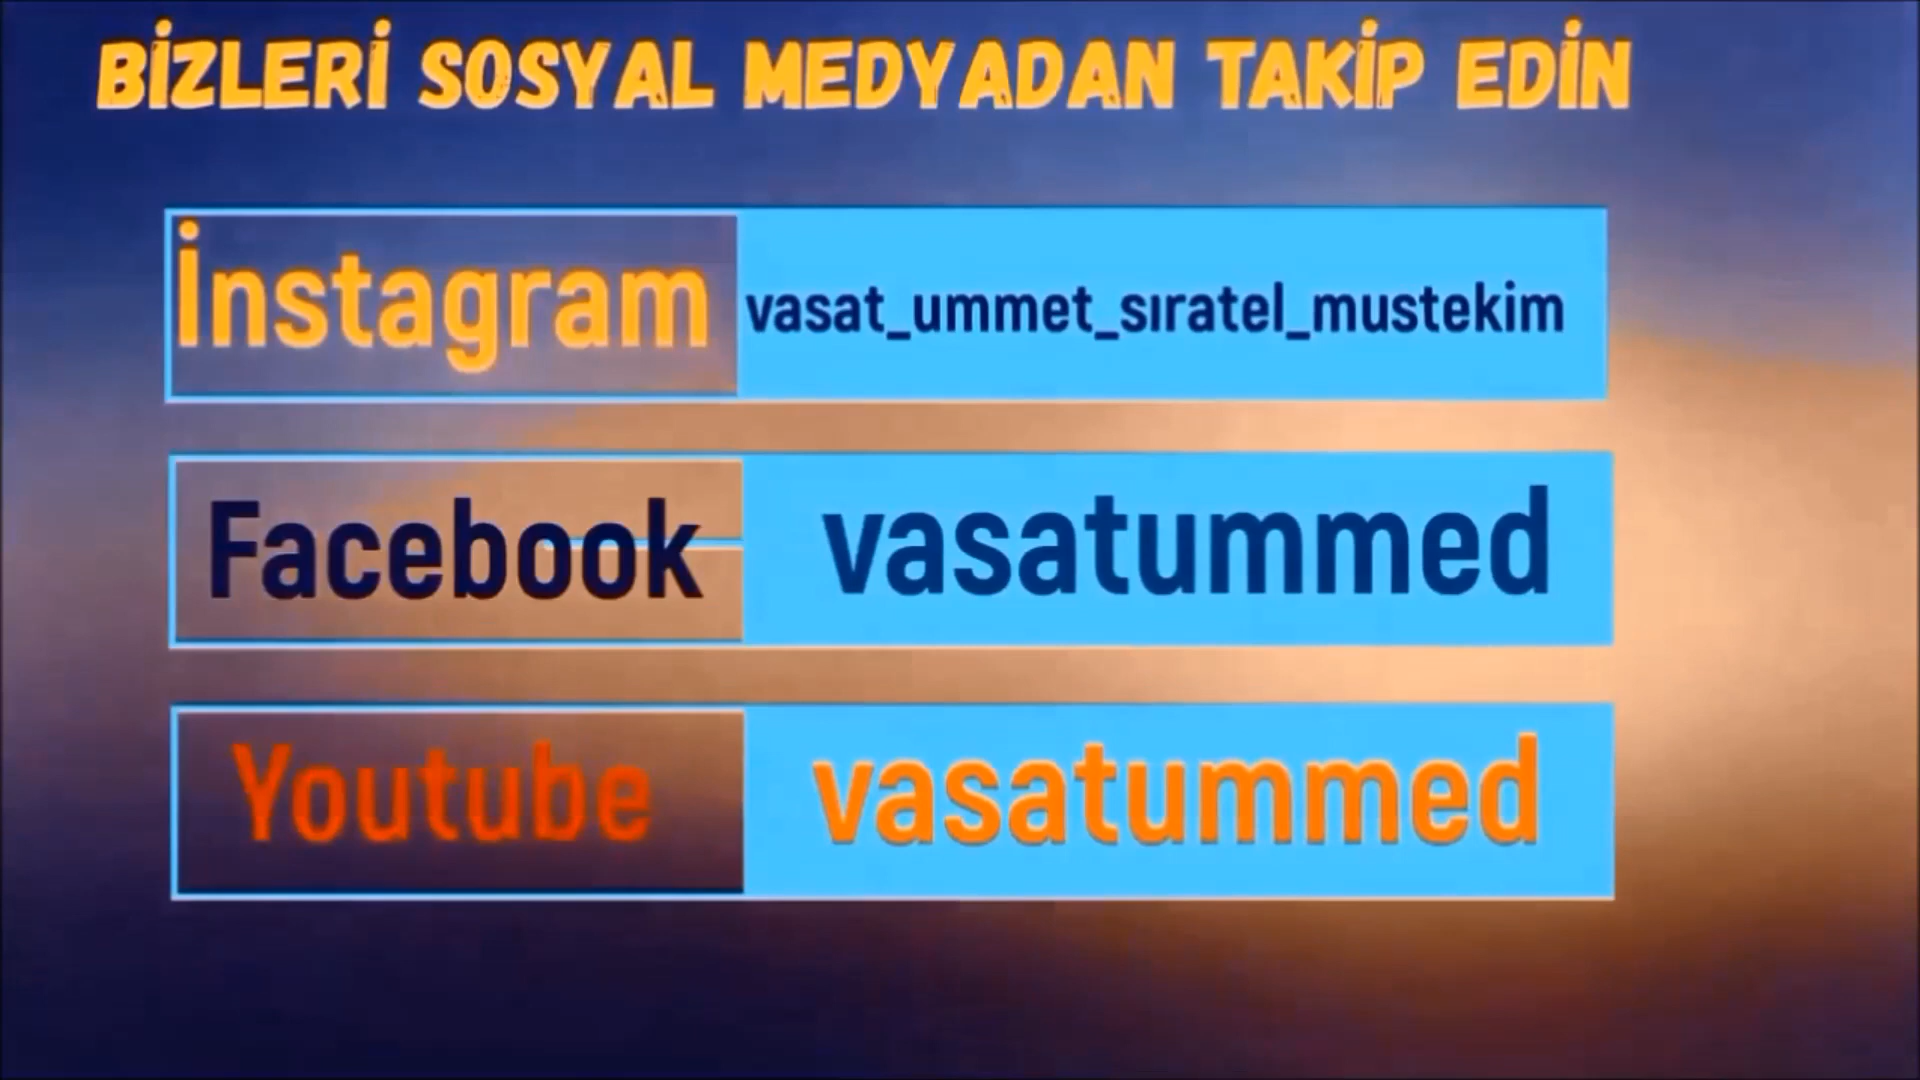 BİZLERİ SOSYAL MEDYADAN TAKİP EDİN
İnstagram vasat_ummet_sıratel_mustekim
Facebook vasatummed
Youtube vasatummed